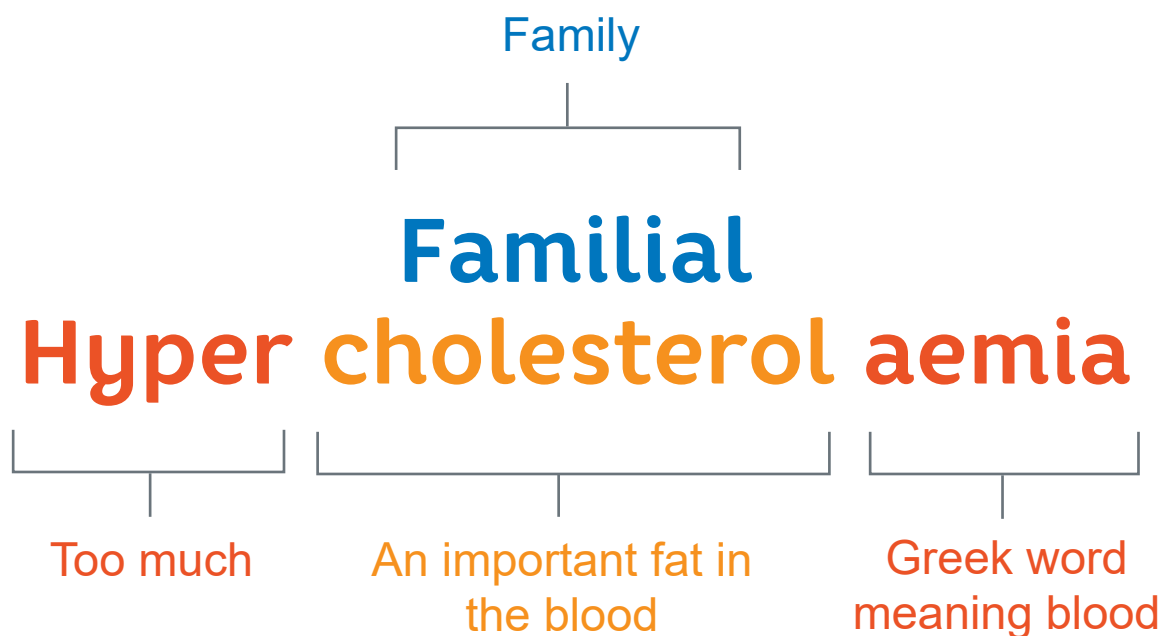 Family
Familial
Hyper cholesterol aemia
Too much
An important fat in
the blood
Greek word
meaning blood